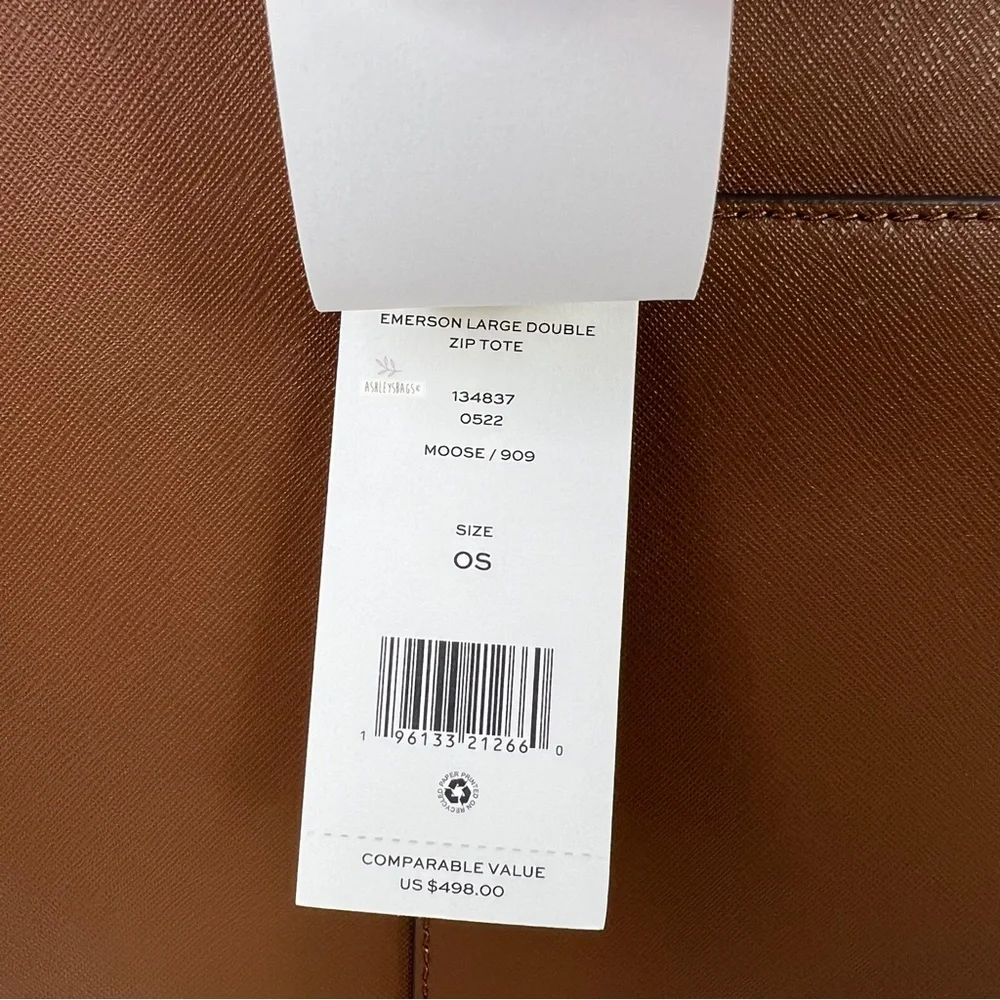 EMERSON LARGE DOUBLE
ZIP TOTE
ASHLEYSBAGS©
134837
0522
MOOSE / 909
SIZE
OS
1 96133 21266 0
PRINTED ON RECYCLED PAPER
COMPARABLE VALUE
US $498.00